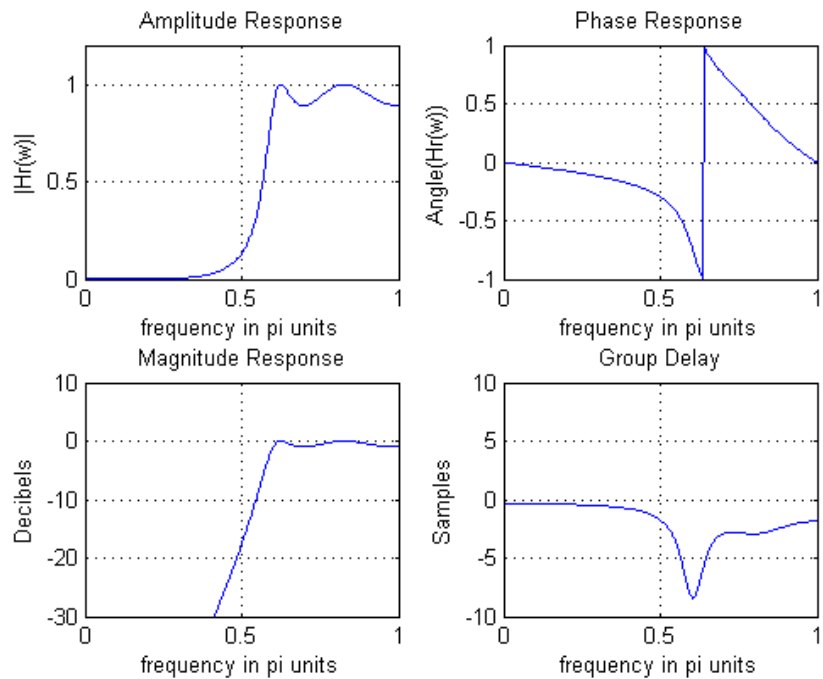 Amplitude Response
|Hr(w)|
1
0.5
0
0
0.5
1
frequency in pi units
Phase Response
Angle(Hr(w))
1
0.5
0
-0.5
-1
0
0.5
1
frequency in pi units
Magnitude Response
Decibels
10
0
-10
-20
-30
0
0.5
1
frequency in pi units
Group Delay
Samples
10
5
0
-5
-10
0
0.5
1
frequency in pi units